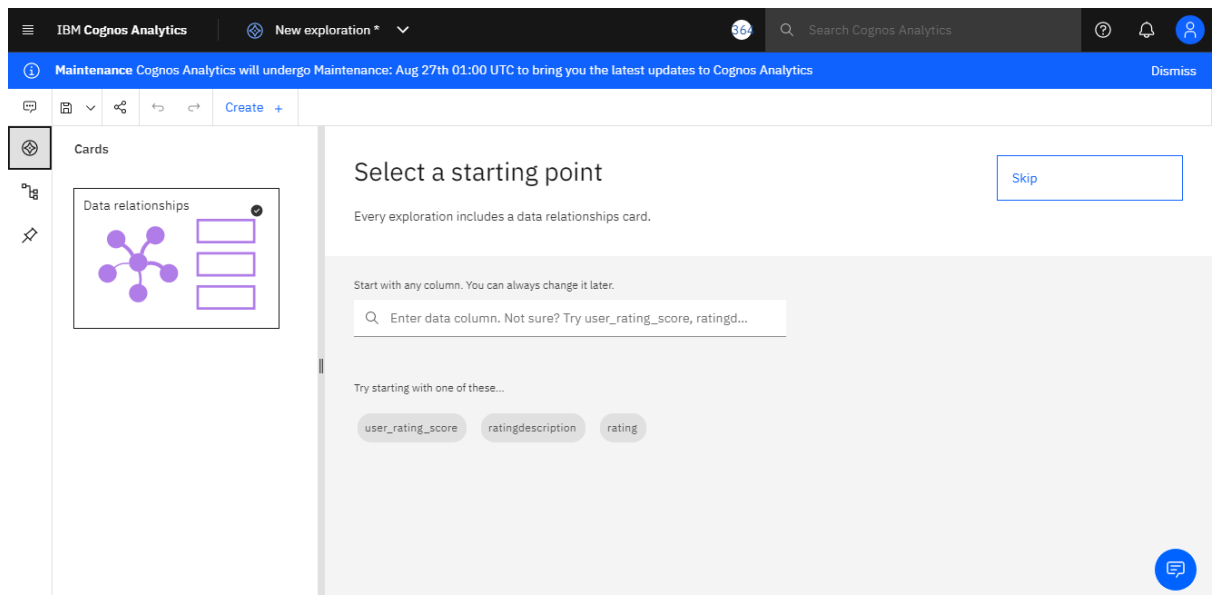 IBM Cognos Analytics
New exploration *
364
Search Cognos Analytics
Maintenance Cognos Analytics will undergo Maintenance: Aug 27th 01:00 UTC to bring you the latest updates to Cognos Analytics
Dismiss
Create +
Cards
Data relationships
Select a starting point
Skip
Every exploration includes a data relationships card.
Start with any column. You can always change it later.
Enter data column. Not sure? Try user_rating_score, ratingd...
Try starting with one of these...
user_rating_score
ratingdescription
rating